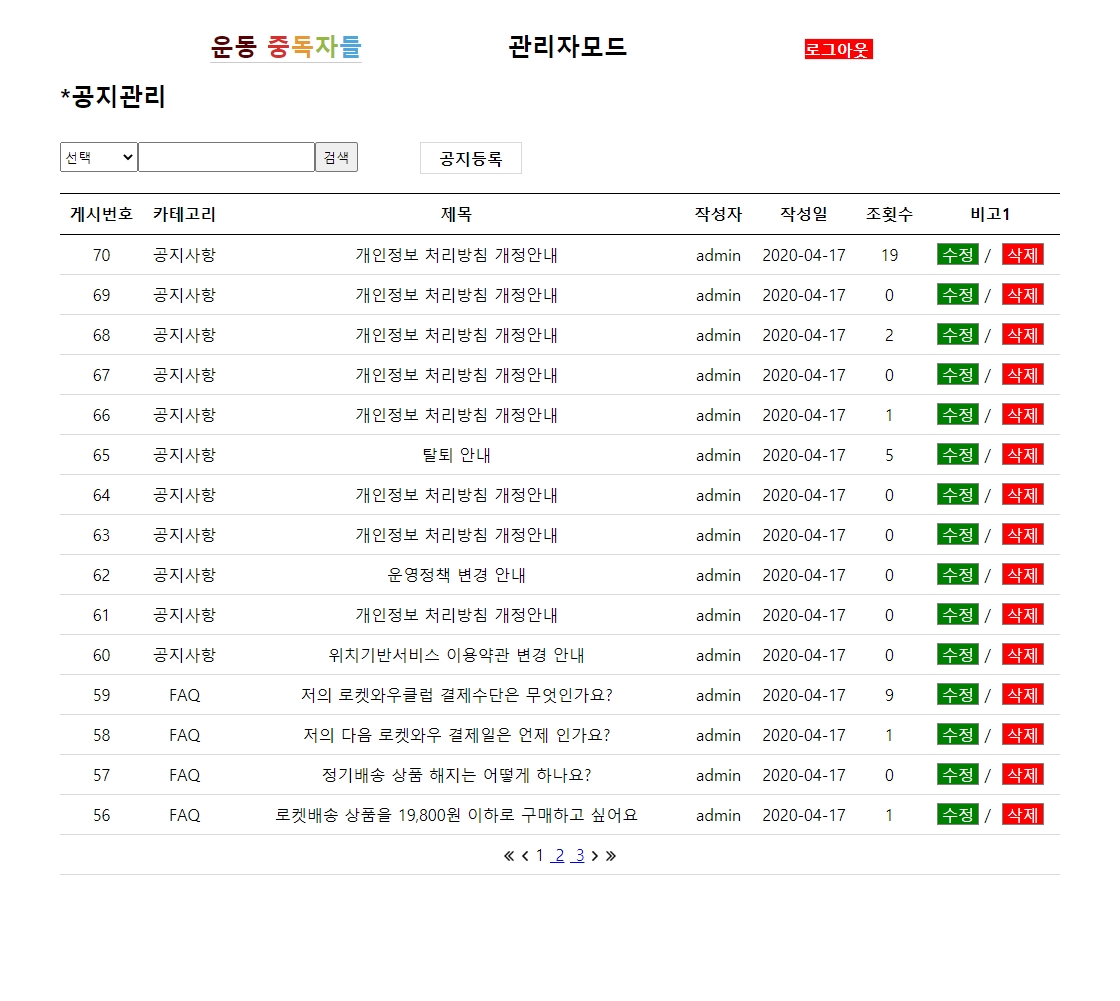 운동 중독자들 관리자모드 로그아웃
*공지관리
선택 검색 공지등록
게시번호 카테고리 제목 작성자 작성일 조횟수 비고1
70 공지사항 개인정보 처리방침 개정안내 admin 2020-04-17 19 수정 / 삭제
69 공지사항 개인정보 처리방침 개정안내 admin 2020-04-17 0 수정 / 삭제
68 공지사항 개인정보 처리방침 개정안내 admin 2020-04-17 2 수정 / 삭제
67 공지사항 개인정보 처리방침 개정안내 admin 2020-04-17 0 수정 / 삭제
66 공지사항 개인정보 처리방침 개정안내 admin 2020-04-17 1 수정 / 삭제
65 공지사항 탈퇴 안내 admin 2020-04-17 5 수정 / 삭제
64 공지사항 개인정보 처리방침 개정안내 admin 2020-04-17 0 수정 / 삭제
63 공지사항 개인정보 처리방침 개정안내 admin 2020-04-17 0 수정 / 삭제
62 공지사항 운영정책 변경 안내 admin 2020-04-17 0 수정 / 삭제
61 공지사항 개인정보 처리방침 개정안내 admin 2020-04-17 0 수정 / 삭제
60 공지사항 위치기반서비스 이용약관 변경 안내 admin 2020-04-17 0 수정 / 삭제
59 FAQ 저의 로켓와우클럽 결제수단은 무엇인가요? admin 2020-04-17 9 수정 / 삭제
58 FAQ 저의 다음 로켓와우 결제일은 언제 인가요? admin 2020-04-17 1 수정 / 삭제
57 FAQ 정기배송 상품 해지는 어떻게 하나요? admin 2020-04-17 0 수정 / 삭제
56 FAQ 로켓배송 상품을 19,800원 이하로 구매하고 싶어요 admin 2020-04-17 1 수정 / 삭제
« ‹ 1 2 3 › »